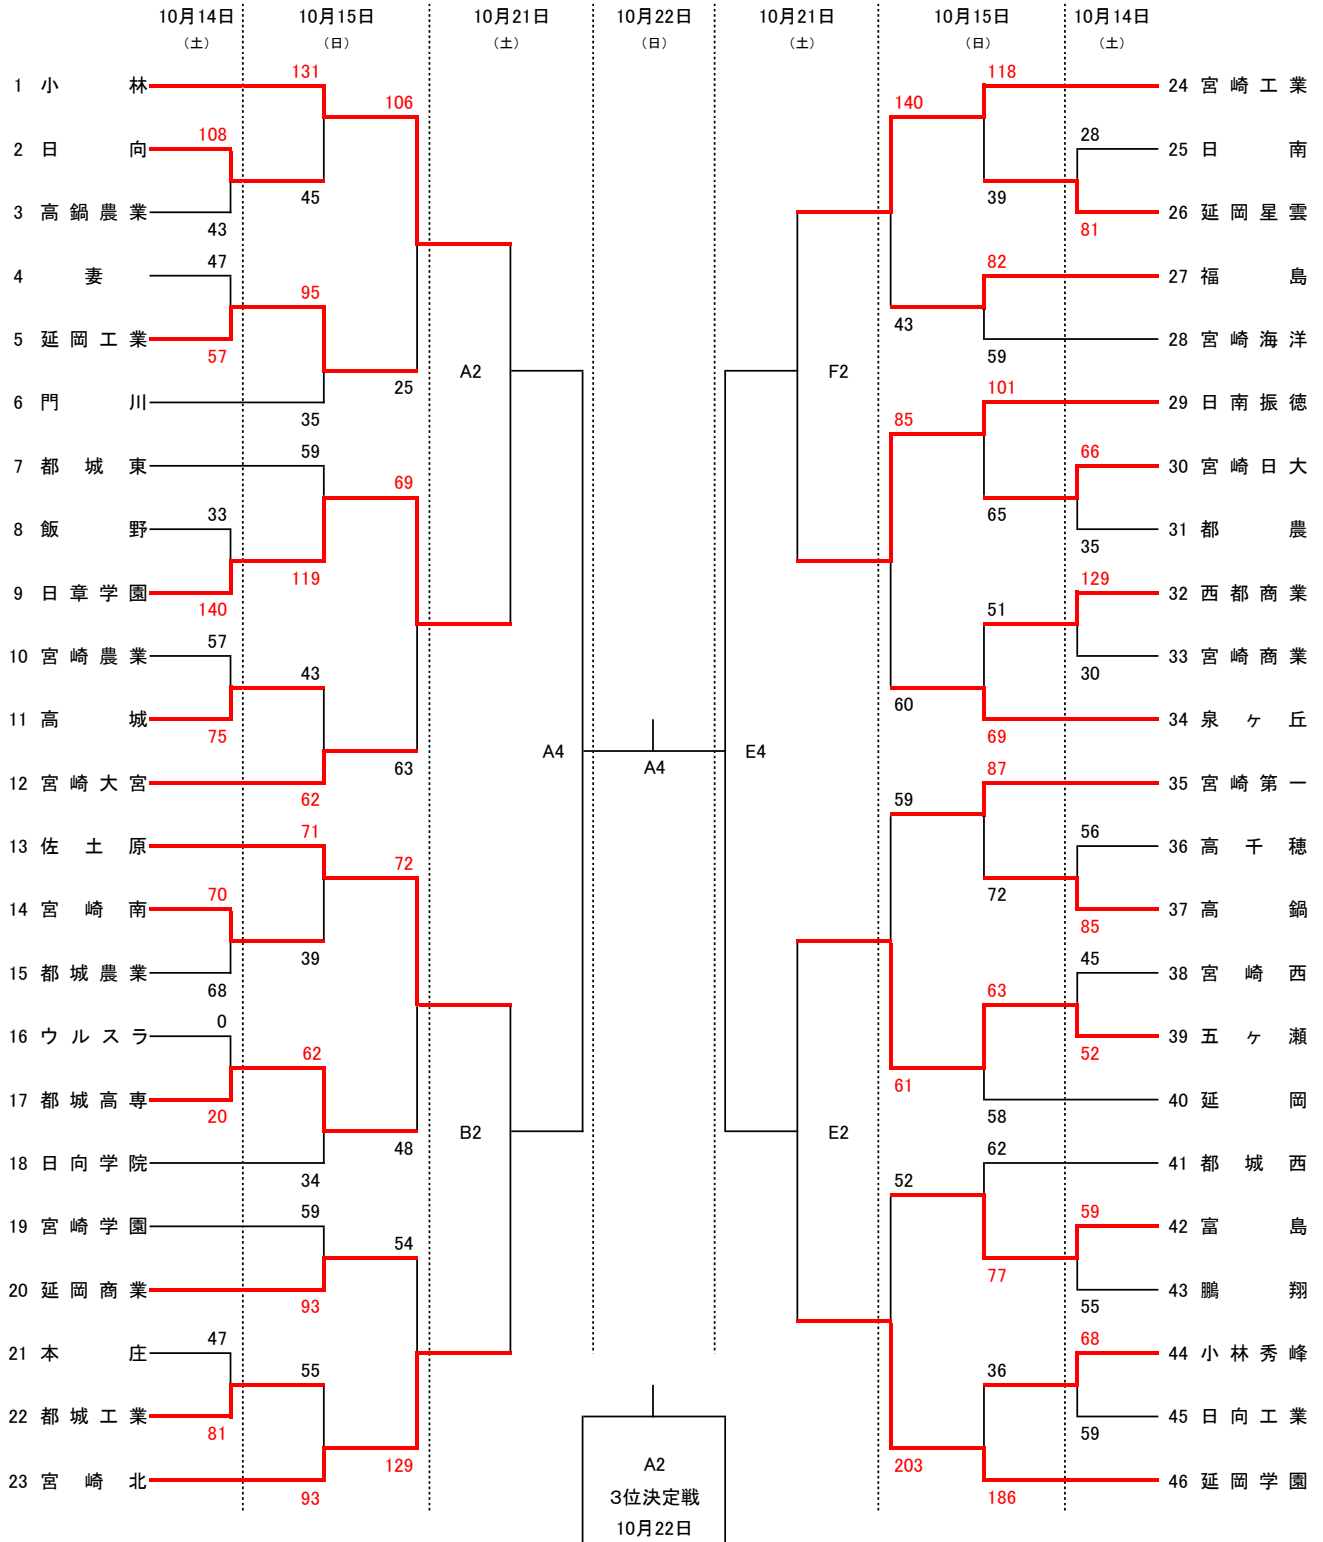 10月14日 10月15日 10月21日 10月22日 10月21日 10月15日 10月14日
（土） （日） （土） （日） （土） （日） （土）
131 118
1 小林 24 宮崎工業
106 140
108 28
2 日向 25 日南
45 39
3 高鍋農業 26 延岡星雲
43 81
47 95 82
4 妻 27 福島
43
5 延岡工業 28 宮崎海洋
57 59
A2 F2
25 101
6 門川 29 日南振徳
35 85
59 66
7 都城東 30 宮崎日大
69
33 65
8 飯野 31 都農
35
119 129
9 日章学園 32 西都商業
140 51
57
10 宮崎農業 33 宮崎商業
43 30
60
11 高城 34 泉ヶ丘
75 69
A4 E4
63 A4 87
12 宮崎大宮 35 宮崎第一
62 59
71 56
13 佐土原 36 高千穂
72
70 72
14 宮崎南 37 高鍋
85
39 45
15 都城農業 38 宮崎西
68 63
0
16 ウルスラ 39 五ヶ瀬
62 52
61
17 都城高専 40 延岡
20 58
B2 E2
48 62
18 日向学院 41 都城西
34 52
59 59
19 宮崎学園 42 富島
54
77
20 延岡商業 43 鵬翔
93 55
47 68
21 本庄 44 小林秀峰
55 36
22 都城工業 45 日向工業
81 59
129 A2 203
23 宮崎北 46 延岡学園
93 3位決定戦 186
10月22日